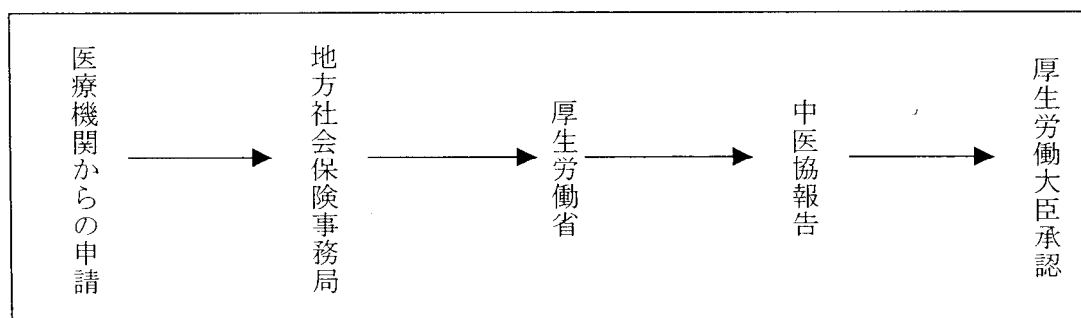 医療機関からの申請
地方社会保険事務局
厚生労働省
中医協報告
厚生労働大臣承認